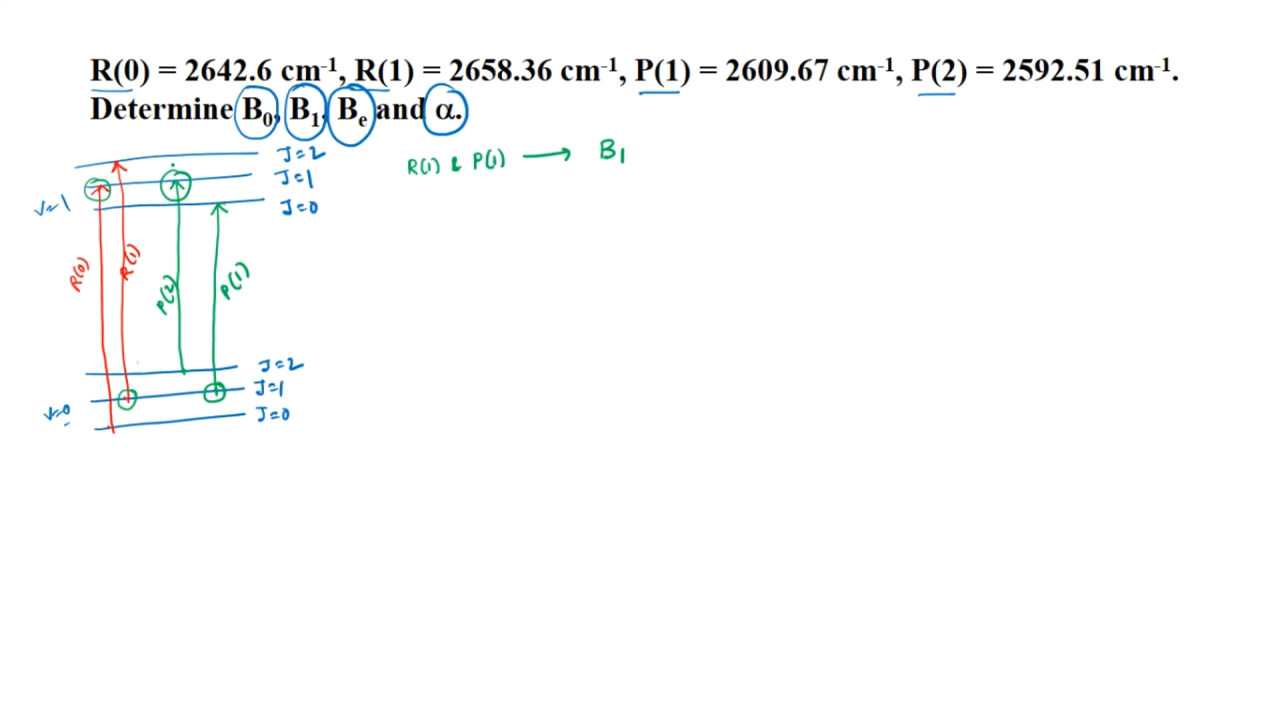 R(0) = 2642.6 cm⁻¹, R(1) = 2658.36 cm⁻¹, P(1) = 2609.67 cm⁻¹, P(2) = 2592.51 cm⁻¹.
Determine B₀, B₁, Bₑ and α.
R(1) & P(1) → B₁
J=2
J=1
v=1
J=0
R(0)
R(1)
P(2)
P(1)
J=2
J=1
v=0
J=0